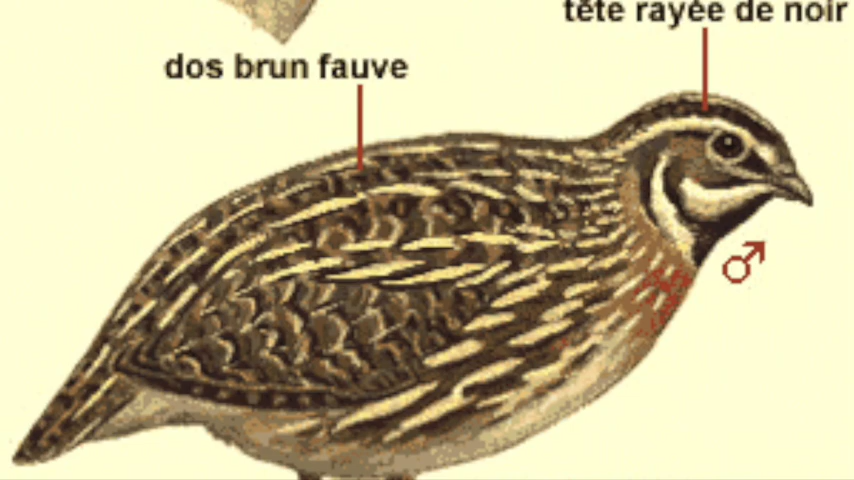 tête rayée de noir
dos brun fauve
♂